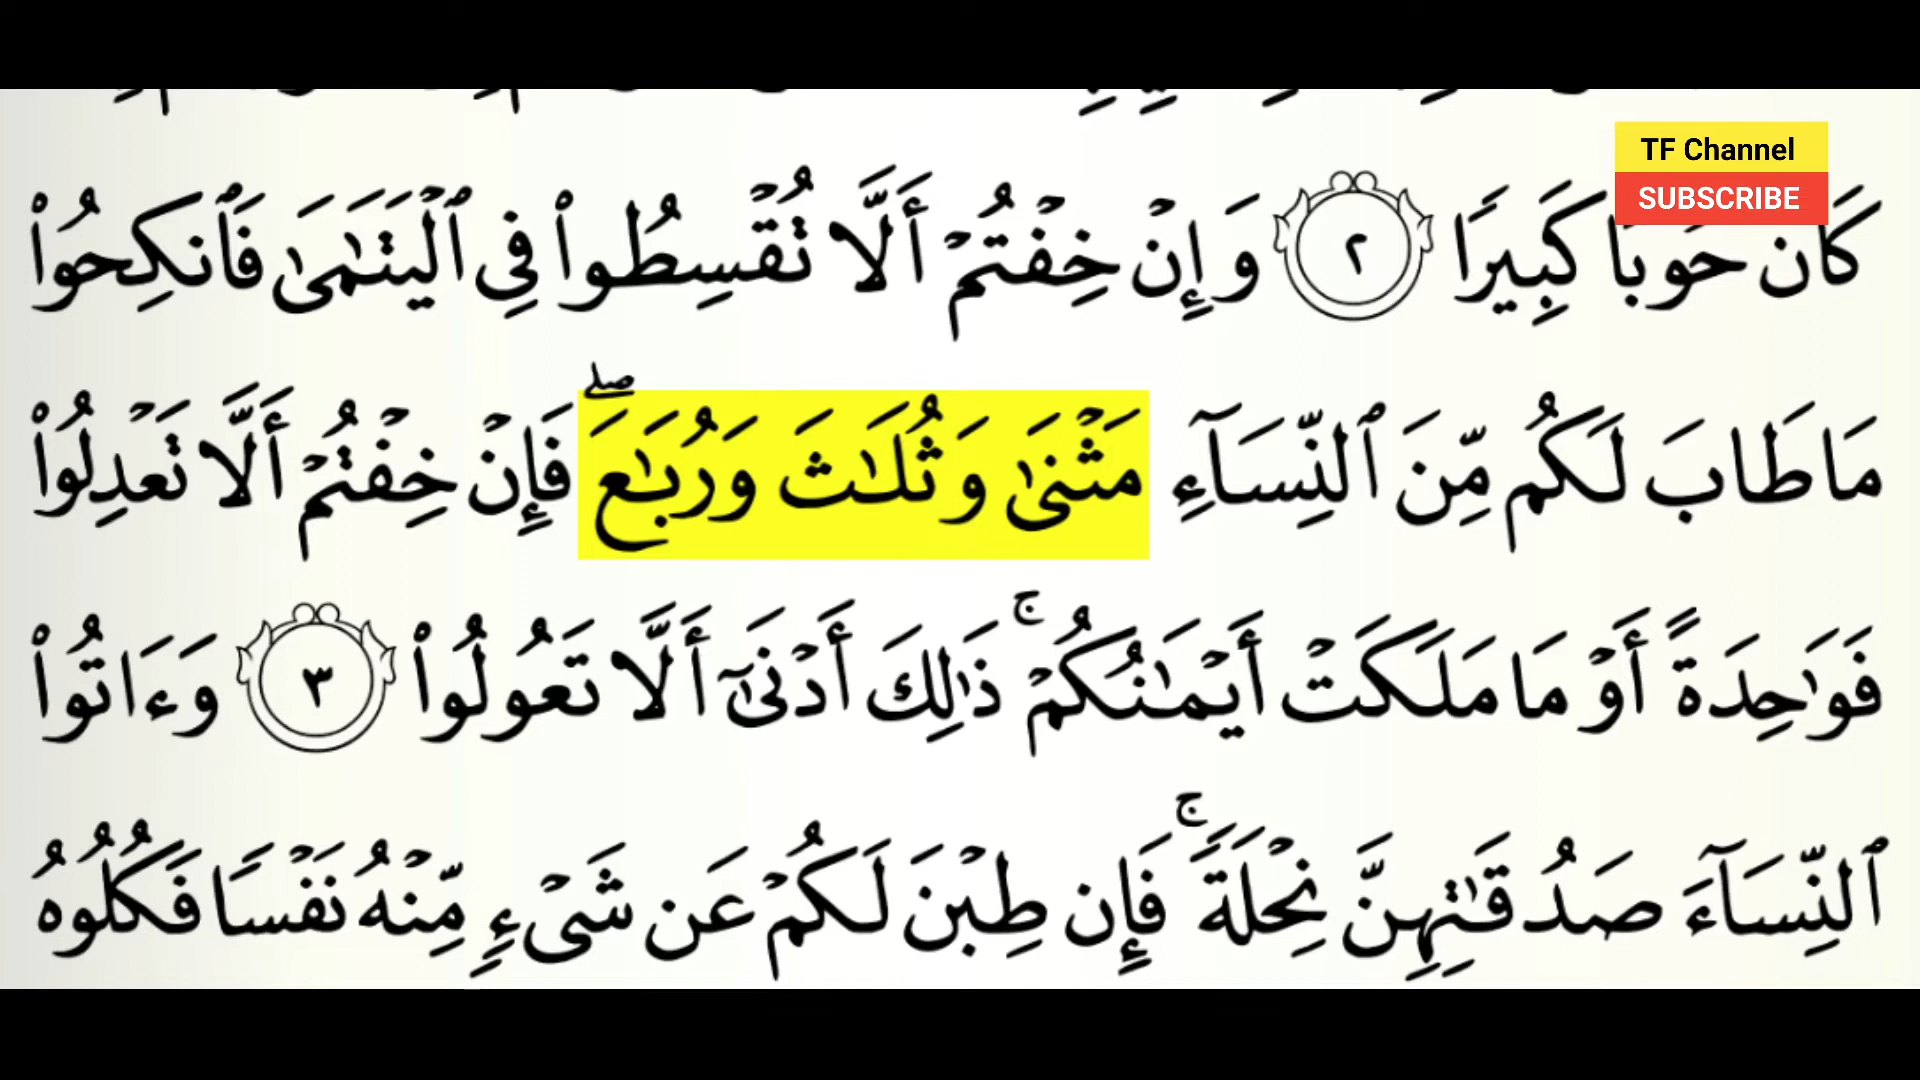 TF Channel
SUBSCRIBE
كَانَ حُوبًا كَبِيرًا ٢ وَإِنْ خِفْتُمْ أَلَّا تُقْسِطُوا۟ فِى ٱلْيَتَـٰمَىٰ فَٱنكِحُوا۟
مَا طَابَ لَكُم مِّنَ ٱلنِّسَآءِ مَثْنَىٰ وَثُلَـٰثَ وَرُبَـٰعَ ۖ فَإِنْ خِفْتُمْ أَلَّا تَعْدِلُوا۟
فَوَٰحِدَةً أَوْ مَا مَلَكَتْ أَيْمَـٰنُكُمْ ۚ ذَٰلِكَ أَدْنَىٰٓ أَلَّا تَعُولُوا۟ ٣ وَءَاتُوا۟
ٱلنِّسَآءَ صَدُقَـٰتِهِنَّ نِحْلَةً ۚ فَإِن طِبْنَ لَكُمْ عَن شَىْءٍ مِّنْهُ نَفْسًا فَكُلُوهُ